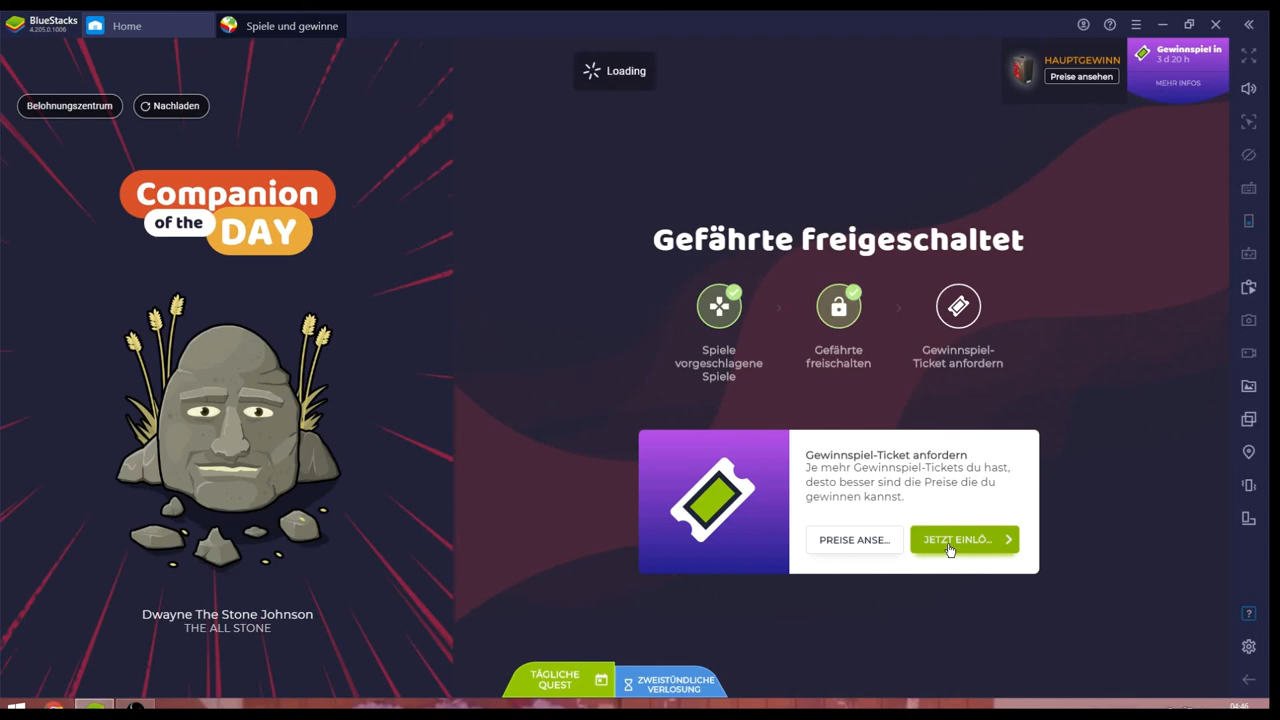 BlueStacks
4.205.0.1006
Home
Spiele und gewinne
Loading
HAUPTGEWINN
Preise ansehen
Gewinnspiel in
3 d 20 h
MEHR INFOS
Belohnungszentrum
Nachladen
Companion
of the
DAY
Gefährte freigeschaltet
Spiele
vorgeschlagene
Spiele
Gefährte
freischalten
Gewinnspiel-
Ticket anfordern
Gewinnspiel-Ticket anfordern
Je mehr Gewinnspiel-Tickets du hast,
desto besser sind die Preise die du
gewinnen kannst.
PREISE ANSE...
JETZT EINLÖ...
Dwayne The Stone Johnson
THE ALL STONE
TÄGLICHE
QUEST
ZWEISTÜNDLICHE
VERLOSUNG
04:46